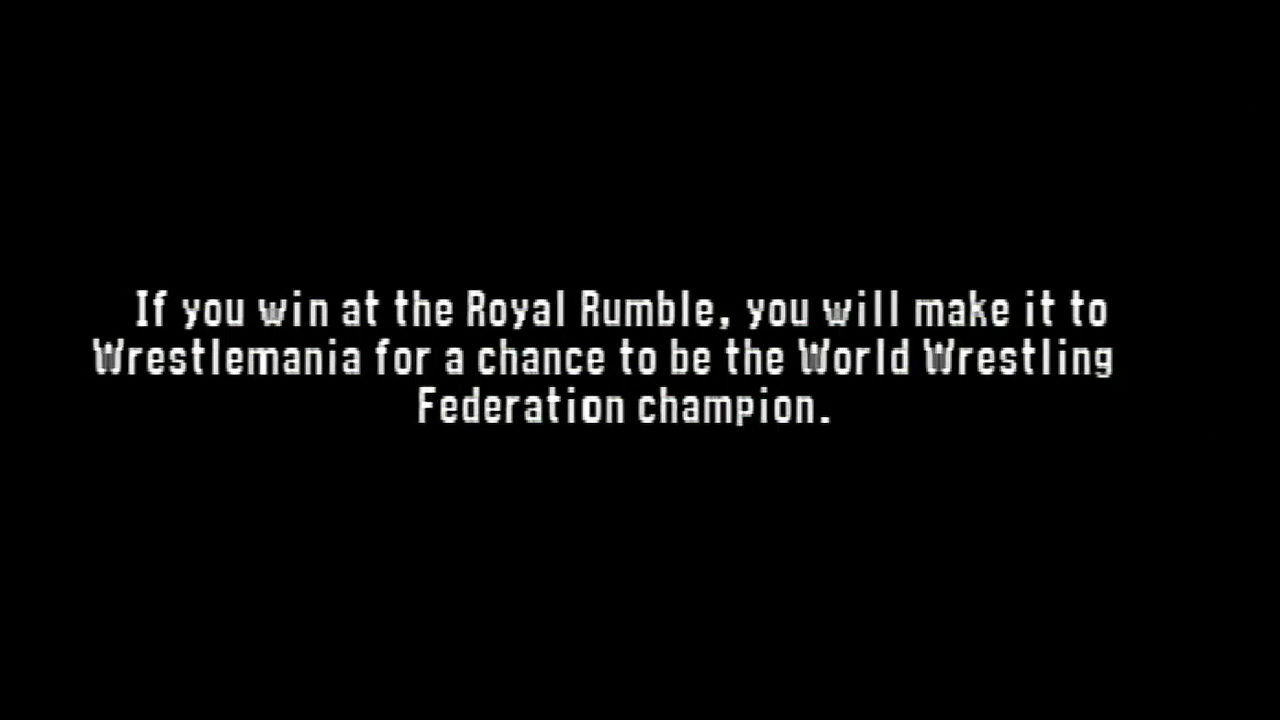 If you win at the Royal Rumble, you will make it to
Wrestlemania for a chance to be the World Wrestling
Federation champion.